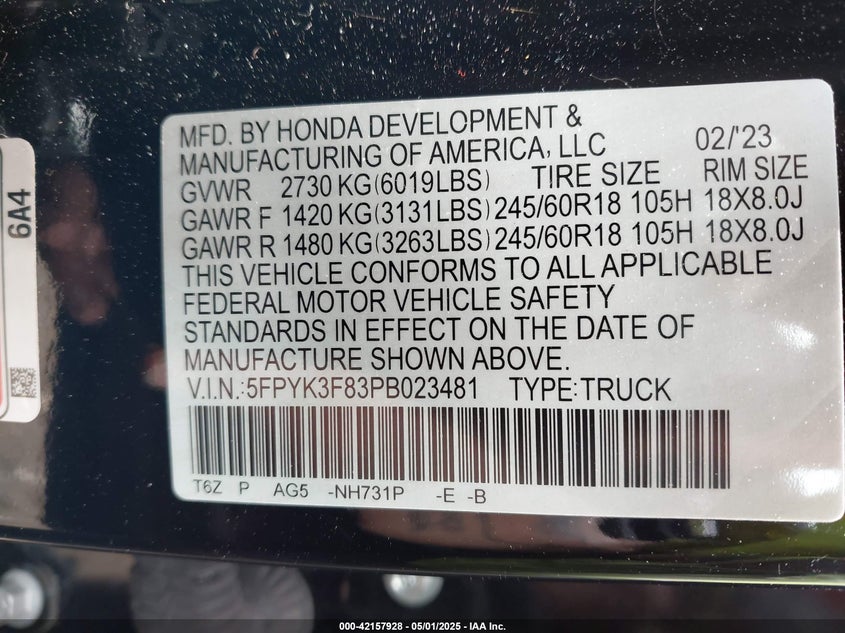 MFD. BY HONDA DEVELOPMENT &
MANUFACTURING OF AMERICA, LLC 02/'23
GVWR 2730 KG(6019LBS) TIRE SIZE RIM SIZE
GAWR F 1420 KG(3131LBS) 245/60R18 105H 18X8.0J
GAWR R 1480 KG(3263LBS) 245/60R18 105H 18X8.0J
THIS VEHICLE CONFORMS TO ALL APPLICABLE
FEDERAL MOTOR VEHICLE SAFETY
STANDARDS IN EFFECT ON THE DATE OF
MANUFACTURE SHOWN ABOVE.
V.I.N.:5FPYK3F83PB023481 TYPE:TRUCK
T6Z P AG5 -NH731P -E -B
6A4
000-42157928 - 05/01/2025 - IAA Inc.